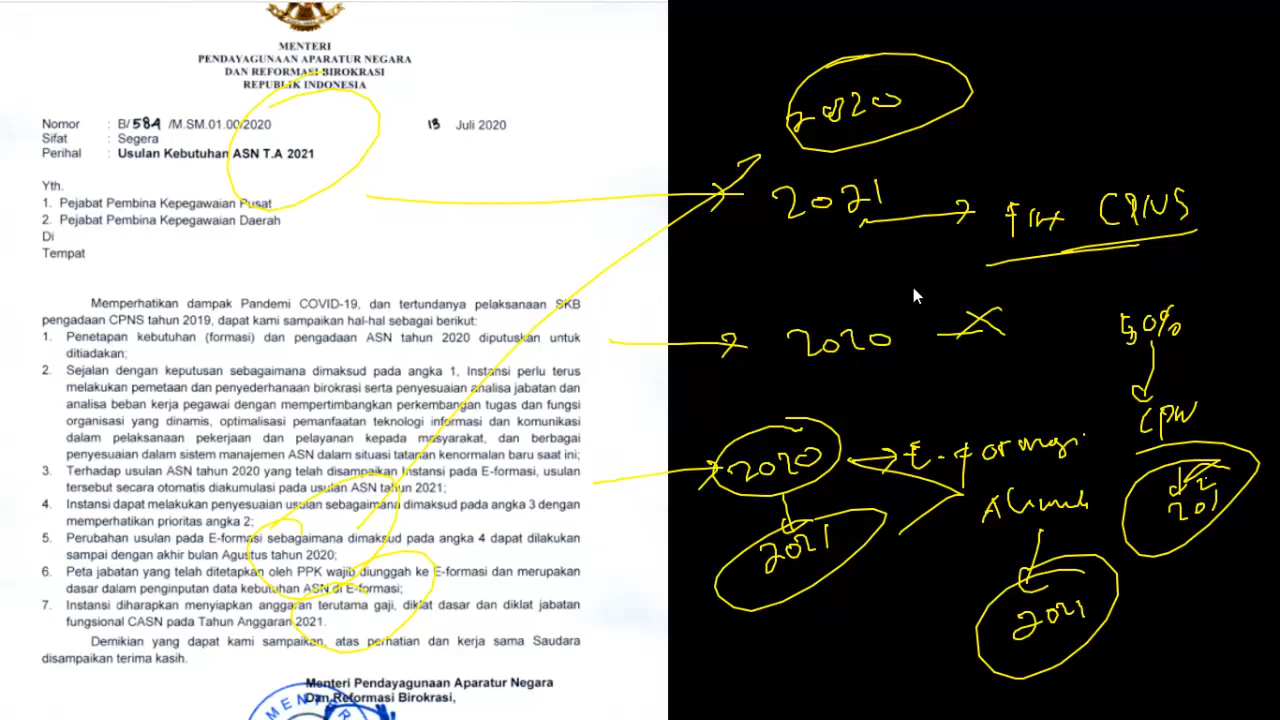 MENTERI
PENDAYAGUNAAN APARATUR NEGARA
DAN REFORMASI BIROKRASI
REPUBLIK INDONESIA
Nomor : B/584 /M.SM.01.00/2020 13 Juli 2020
Sifat : Segera
Perihal : Usulan Kebutuhan ASN T.A 2021
Yth.
1. Pejabat Pembina Kepegawaian Pusat
2. Pejabat Pembina Kepegawaian Daerah
Di
Tempat
Memperhatikan dampak Pandemi COVID-19, dan tertundanya pelaksanaan SKB
pengadaan CPNS tahun 2019, dapat kami sampaikan hal-hal sebagai berikut:
1. Penetapan kebutuhan (formasi) dan pengadaan ASN tahun 2020 diputuskan untuk
ditiadakan;
2. Sejalan dengan keputusan sebagaimana dimaksud pada angka 1, Instansi perlu terus
melakukan pemetaan dan penyederhanaan birokrasi serta penyesuaian analisa jabatan dan
analisa beban kerja pegawai dengan mempertimbangkan perkembangan tugas dan fungsi
organisasi yang dinamis, optimalisasi pemanfaatan teknologi informasi dan komunikasi
dalam pelaksanaan pekerjaan dan pelayanan kepada masyarakat, dan berbagai
penyesuaian dalam sistem manajemen ASN dalam situasi tatanan kenormalan baru saat ini;
3. Terhadap usulan ASN tahun 2020 yang telah disampaikan Instansi pada E-formasi, usulan
tersebut secara otomatis diakumulasi pada usulan ASN tahun 2021;
4. Instansi dapat melakukan penyesuaian usulan sebagaimana dimaksud pada angka 3 dengan
memperhatikan prioritas angka 2;
5. Perubahan usulan pada E-formasi sebagaimana dimaksud pada angka 4 dapat dilakukan
sampai dengan akhir bulan Agustus tahun 2020;
6. Peta jabatan yang telah ditetapkan oleh PPK wajib diunggah ke E-formasi dan merupakan
dasar dalam penginputan data kebutuhan ASN di E-formasi;
7. Instansi diharapkan menyiapkan anggaran terutama gaji, diklat dasar dan diklat jabatan
fungsional CASN pada Tahun Anggaran 2021.
Demikian yang dapat kami sampaikan, atas perhatian dan kerja sama Saudara
disampaikan terima kasih.
Menteri Pendayagunaan Aparatur Negara
Dan Reformasi Birokrasi,
MENTER
2020
2021 CPNS
2020
50%
2020 E-formasi
2021
201
2021